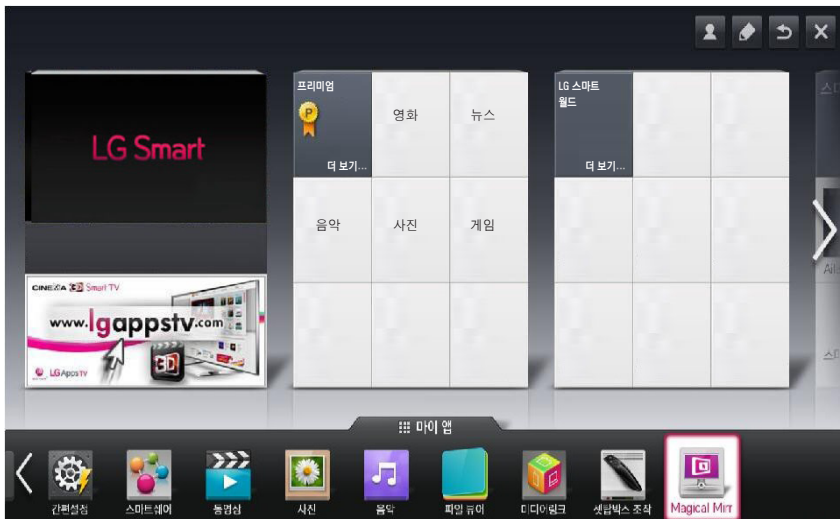 LG Smart
프리미엄
P
영화
뉴스
더 보기...
음악
사진
게임
LG 스마트
월드
더 보기...
CINEMA 3D Smart TV
www.lgappstv.com
3D
LG Apps TV
마이 앱
간편설정
스마트쉐어
동영상
사진
음악
파일 뷰어
미디어링크
셋탑박스 조작
Magical Mirr